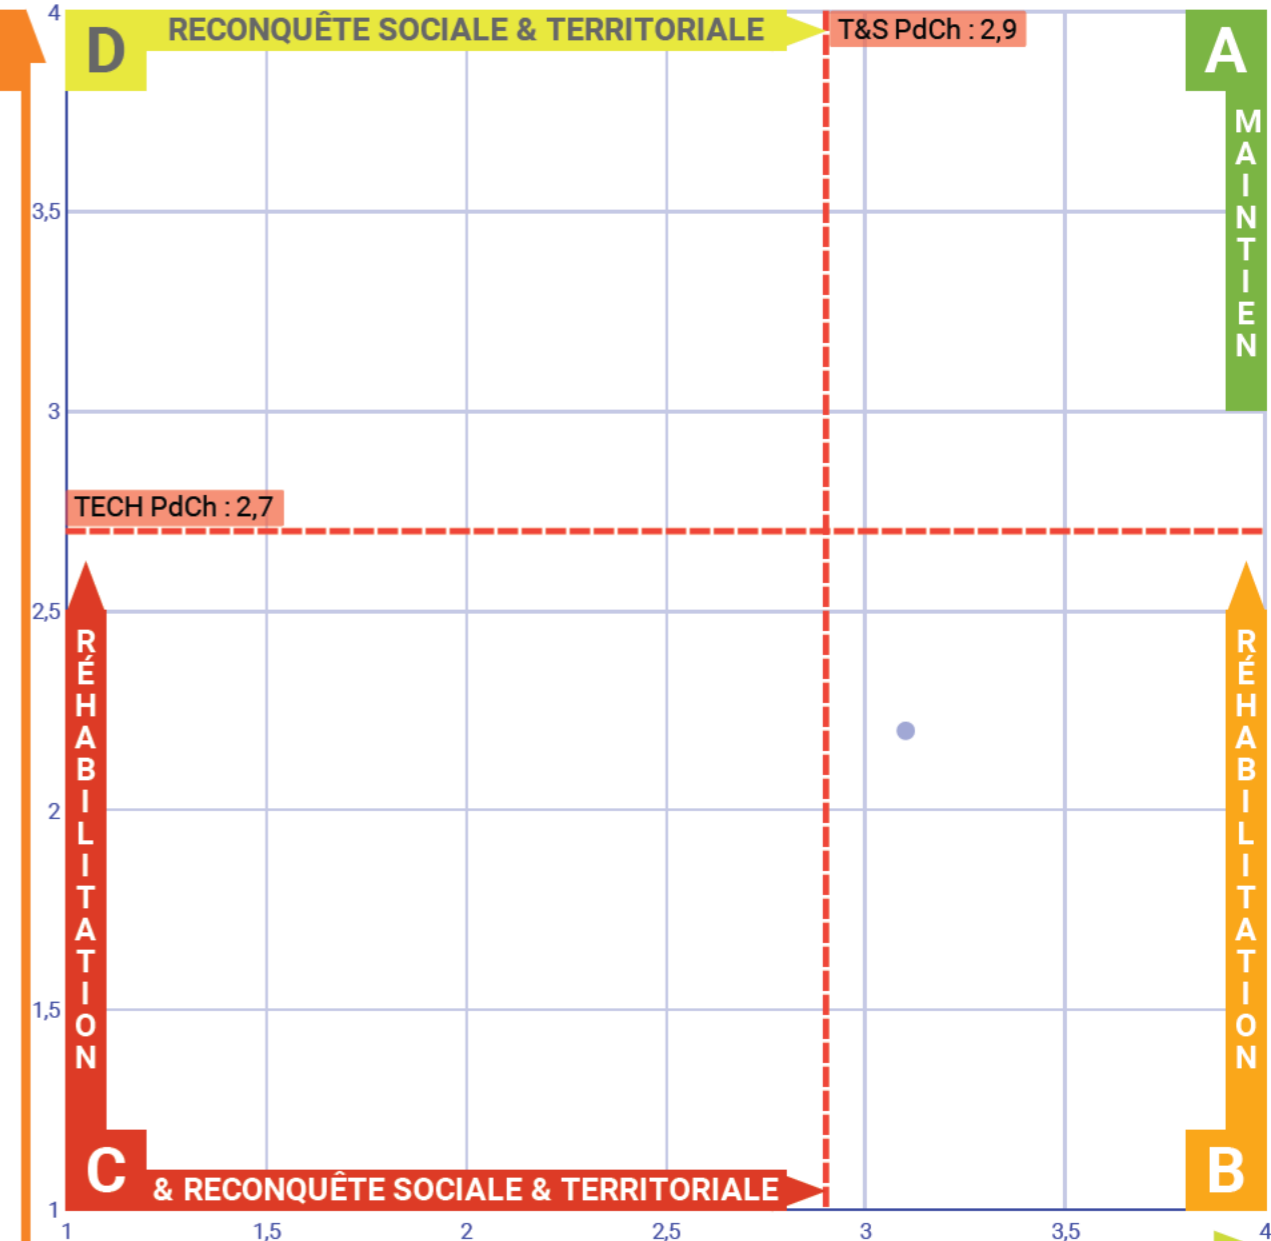 4
D
RECONQUÊTE SOCIALE & TERRITORIALE
T&S PdCh : 2,9
A
MAINTIEN
3,5
3
TECH PdCh : 2,7
2,5
RÉHABILITATION
RÉHABILITATION
2
1,5
C
& RECONQUÊTE SOCIALE & TERRITORIALE
B
1
1 1,5 2 2,5 3 3,5 4